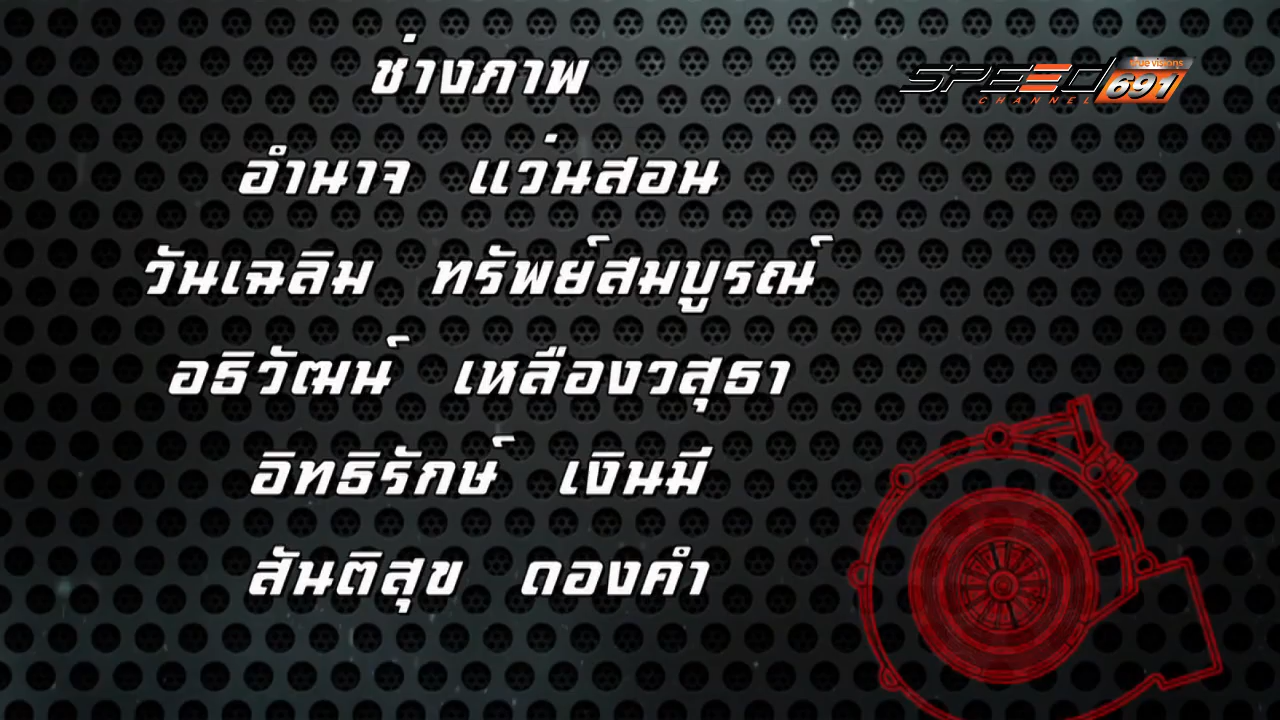 ช่างภาพ
true visions
SPEED 691
CHANNEL
อำนาจ แว่นสอน
วันเฉลิม ทรัพย์สมบูรณ์
อธิวัฒน์ เหลืองวสุธา
อิทธิรักษ์ เงินมี
สันติสุข ดองคำ